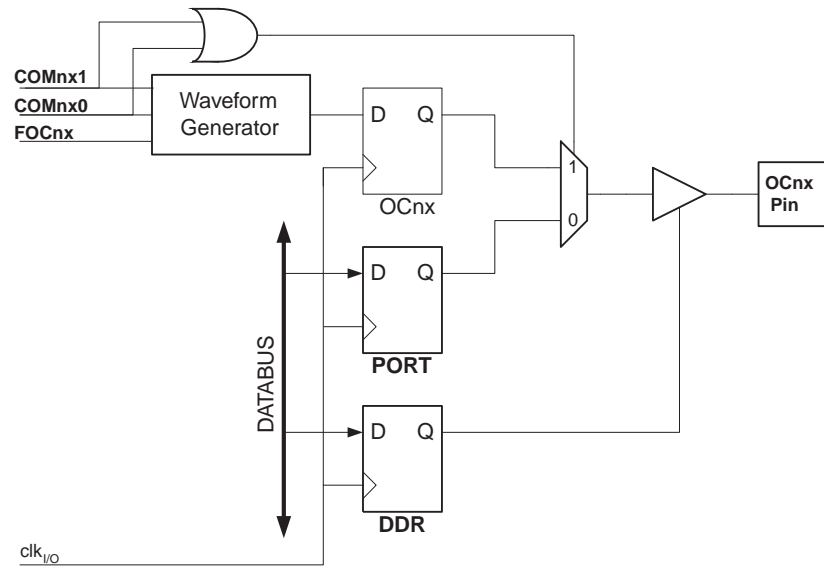 COMnx1
COMnx0
FOCnx
Waveform
Generator
D Q
OCnx
1
0
OCnx
Pin
D Q
PORT
DATABUS
D Q
DDR
clkI/O